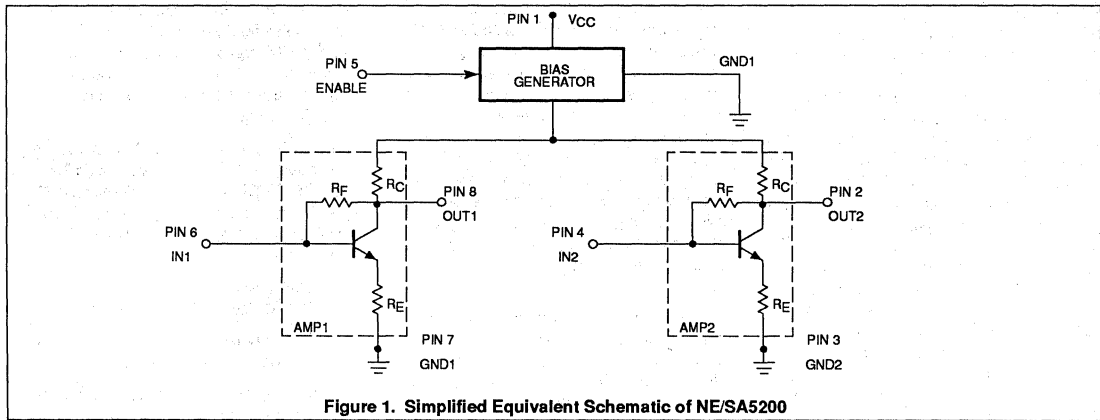 PIN 1 VCC
PIN 5
ENABLE
BIAS
GENERATOR
GND1
RF
RC
PIN 8
OUT1
PIN 6
IN1
RE
AMP1
PIN 7
GND1
RF
RC
PIN 2
OUT2
PIN 4
IN2
RE
AMP2
PIN 3
GND2
Figure 1. Simplified Equivalent Schematic of NE/SA5200